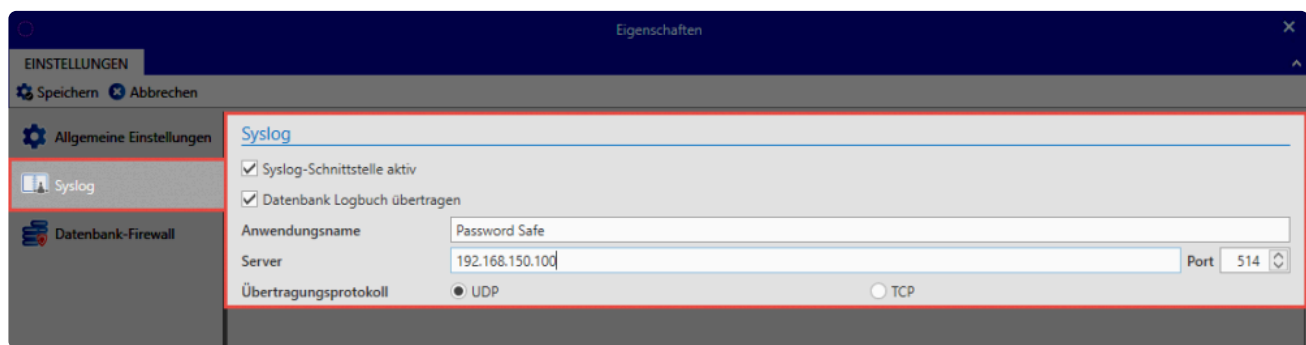 Eigenschaften
EINSTELLUNGEN
Speichern Abbrechen
Allgemeine Einstellungen
Syslog
Datenbank-Firewall
Syslog
Syslog-Schnittstelle aktiv
Datenbank Logbuch übertragen
Anwendungsname Password Safe
Server 192.168.150.100 Port 514
Übertragungsprotokoll UDP TCP